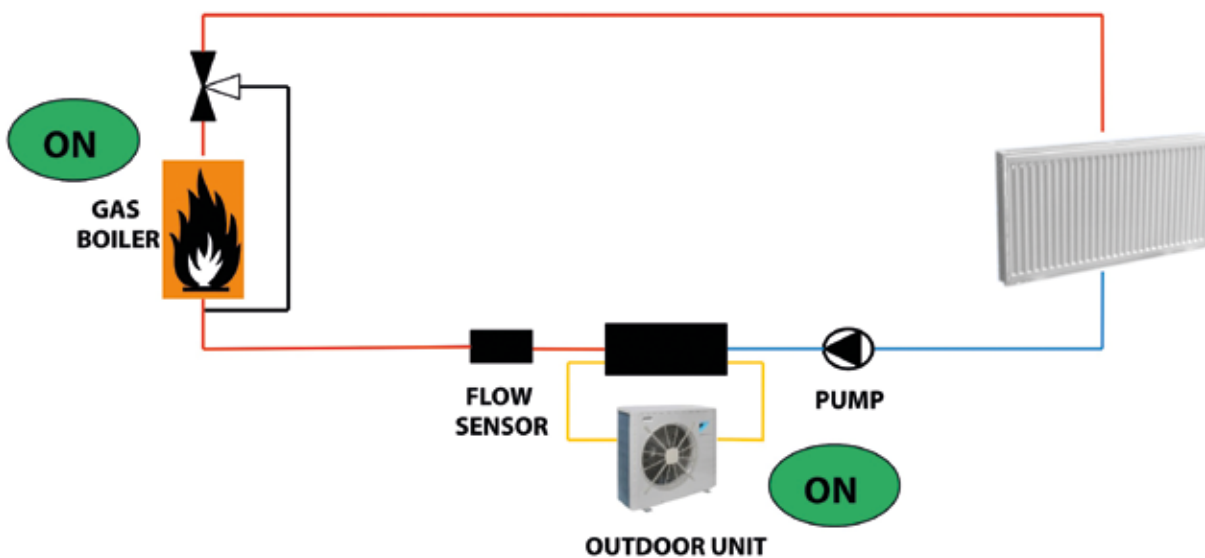 ON
GAS
BOILER
FLOW
SENSOR
PUMP
ON
OUTDOOR UNIT